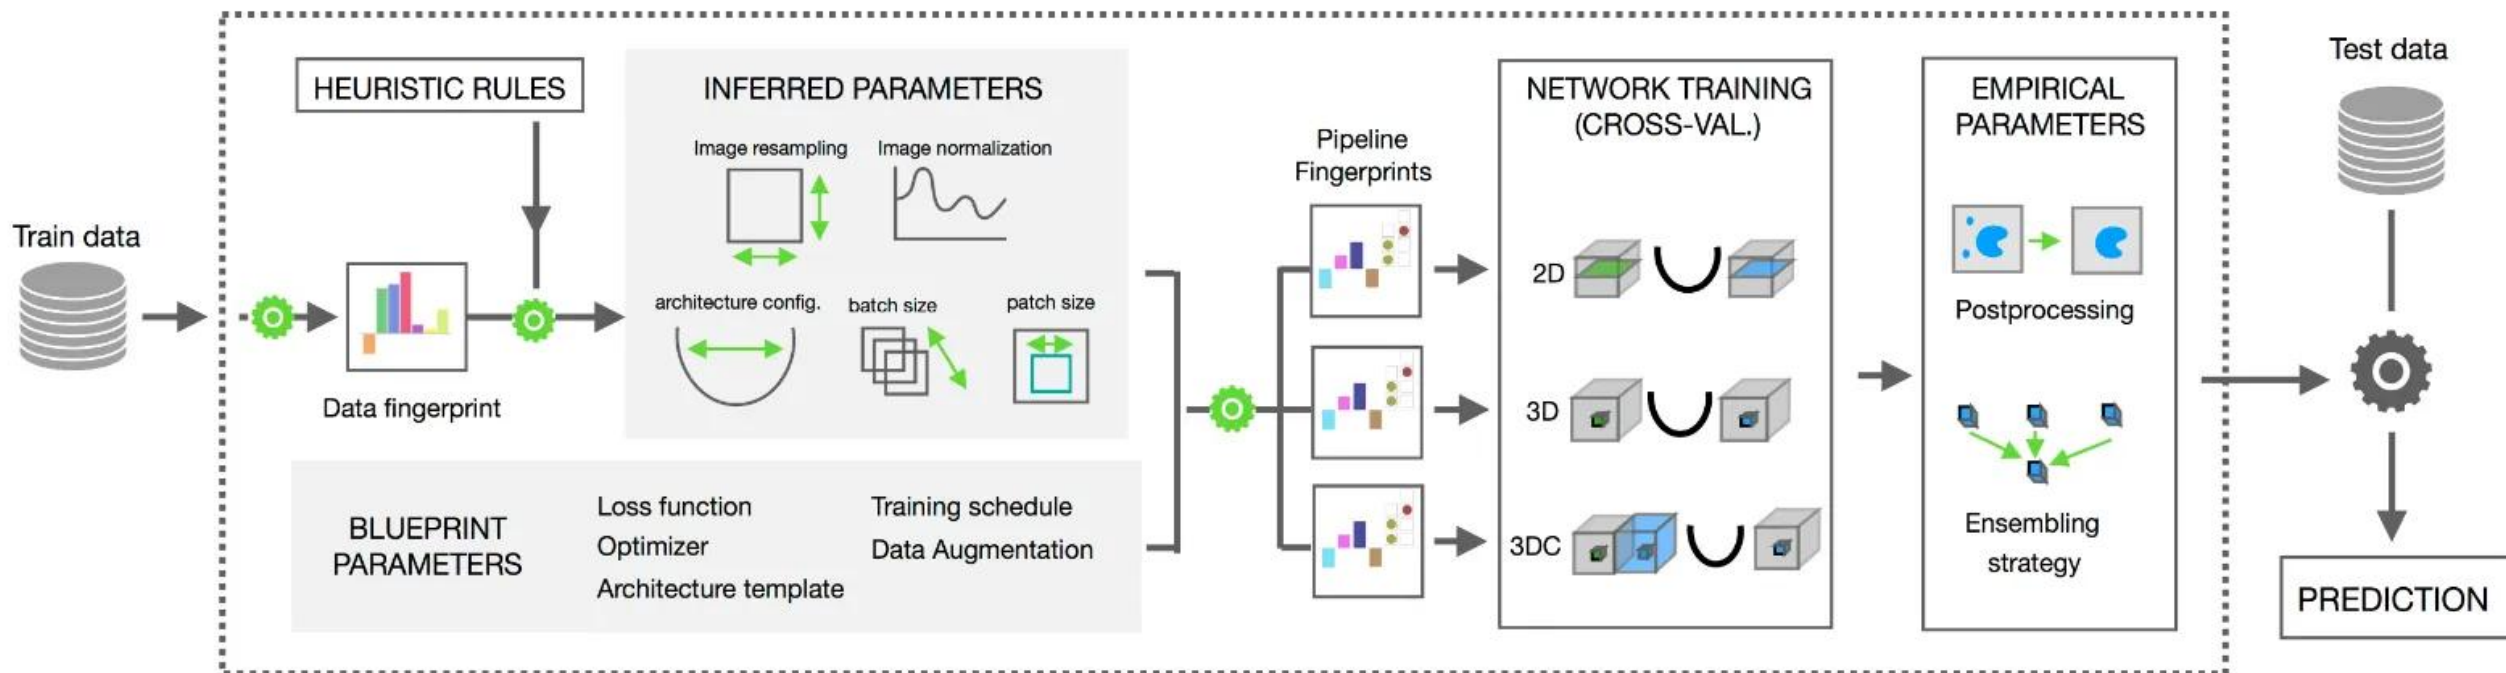 Train data
HEURISTIC RULES
Data fingerprint
INFERRED PARAMETERS
Image resampling
Image normalization
architecture config.
batch size
patch size
BLUEPRINT
PARAMETERS
Loss function
Optimizer
Architecture template
Training schedule
Data Augmentation
Pipeline
Fingerprints
NETWORK TRAINING
(CROSS-VAL.)
2D
3D
3DC
EMPIRICAL
PARAMETERS
Postprocessing
Ensembling
strategy
Test data
PREDICTION